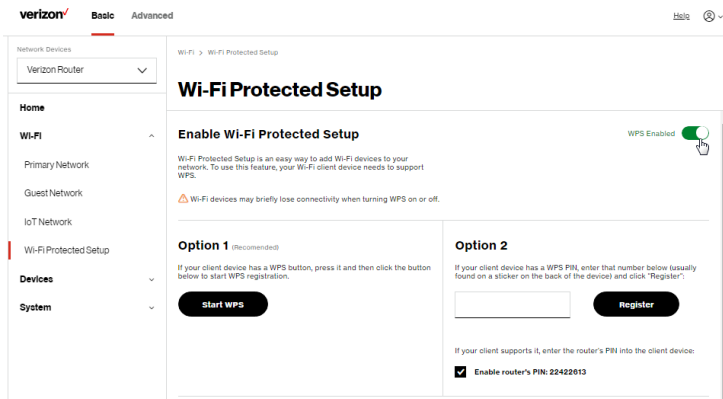 verizon✓ Basic Advanced Help
Network Devices
Verizon Router
Home
Wi-Fi
Primary Network
Guest Network
IoT Network
Wi-Fi Protected Setup
Devices
System
Wi-Fi > Wi-Fi Protected Setup
Wi-Fi Protected Setup
Enable Wi-Fi Protected Setup
WPS Enabled
Wi-Fi Protected Setup is an easy way to add Wi-Fi devices to your
network. To use this feature, your Wi-Fi client device needs to support
WPS.
Wi-Fi devices may briefly lose connectivity when turning WPS on or off.
Option 1 (Recomended)
If your client device has a WPS button, press it and then click the button
below to start WPS registration.
Start WPS
Option 2
If your client device has a WPS PIN, enter that number below (usually
found on a sticker on the back of the device) and click "Register":
Register
If your client supports it, enter the router's PIN into the client device:
Enable router's PIN: 22422613